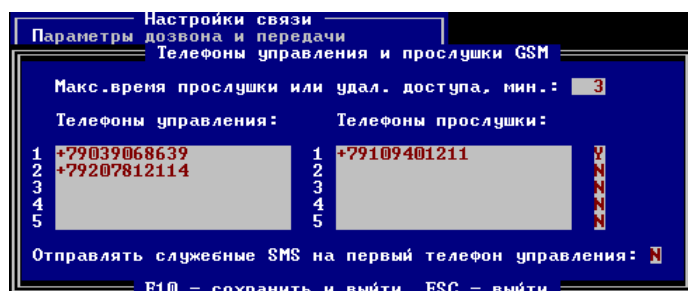 Настройки связи
Параметры дозвона и передачи
Телефоны управления и прослушки GSM
Макс.время прослушки или удал. доступа, мин.: 3
Телефоны управления: Телефоны прослушки:
1 +79039068639 1 +79109401211 Y
2 +79207812114 2 N
3 3 N
4 4 N
5 5 N
Отправлять служебные SMS на первый телефон управления: N
F10 – сохранить и выйти ESC – выйти